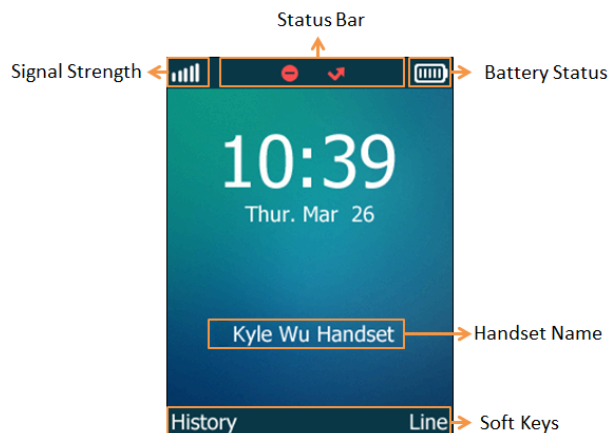 Status Bar
Signal Strength
Battery Status
10:39
Thur. Mar 26
Kyle Wu Handset
Handset Name
History
Line
Soft Keys